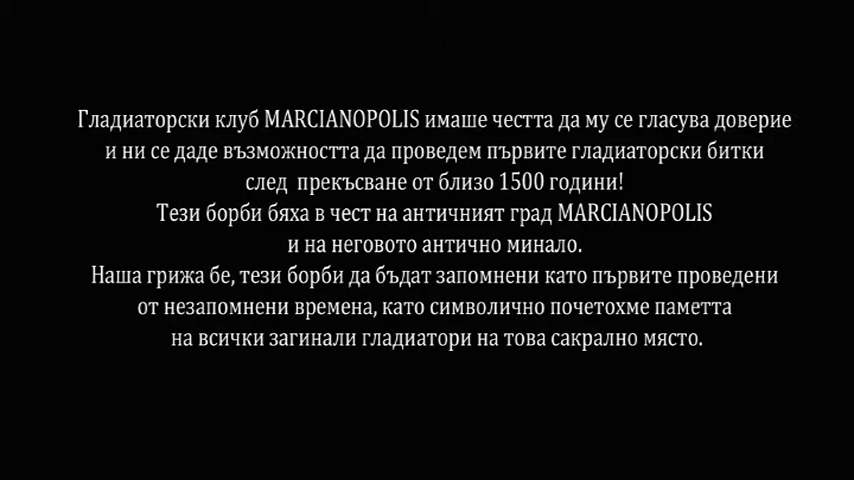 Гладиаторски клуб MARCIANOPOLIS имаше честта да му се гласува доверие
и ни се даде възможността да проведем първите гладиаторски битки
след  прекъсване от близо 1500 години!
Тези борби бяха в чест на античният град MARCIANOPOLIS
и на неговото антично минало.
Наша грижа бе, тези борби да бъдат запомнени като първите проведени
от незапомнени времена, като символично почетохме паметта
на всички загинали гладиатори на това сакрално място.